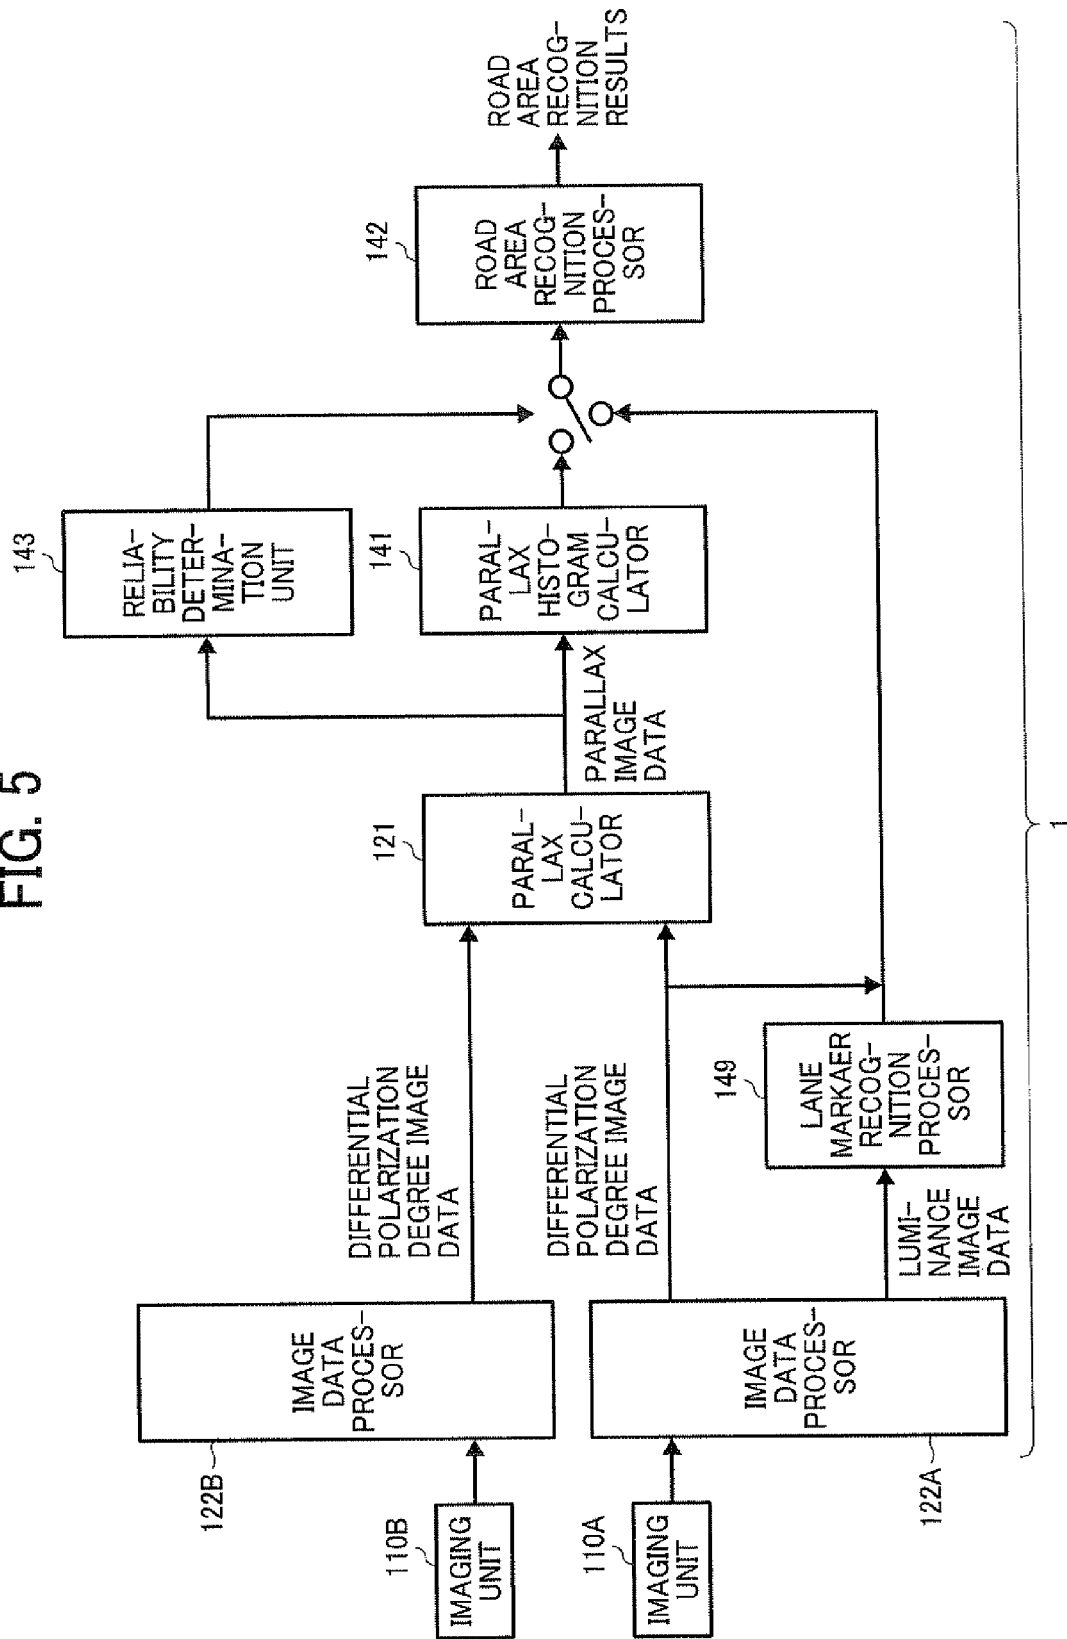 FIG. 5
110B
IMAGING
UNIT
110A
IMAGING
UNIT
122B
IMAGE
DATA
PROCES-
SOR
122A
IMAGE
DATA
PROCES-
SOR
DIFFERENTIAL
POLARIZATION
DEGREE IMAGE
DATA
DIFFERENTIAL
POLARIZATION
DEGREE IMAGE
DATA
LUMI-
NANCE
IMAGE
DATA
149
LANE
MARKAER
RECOG-
NITION
PROCES-
SOR
121
PARAL-
LAX
CALCU-
LATOR
PARALLAX
IMAGE
DATA
143
RELIA-
BILITY
DETER-
MINA-
TION
UNIT
141
PARAL-
LAX
HISTO-
GRAM
CALCU-
LATOR
142
ROAD
AREA
RECOG-
NITION
PROCES-
SOR
ROAD
AREA
RECOG-
NITION
RESULTS
1